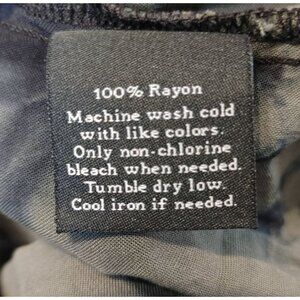 100% Rayon
Machine wash cold
with like colors.
Only non-chlorine
bleach when needed.
Tumble dry low.
Cool iron if needed.